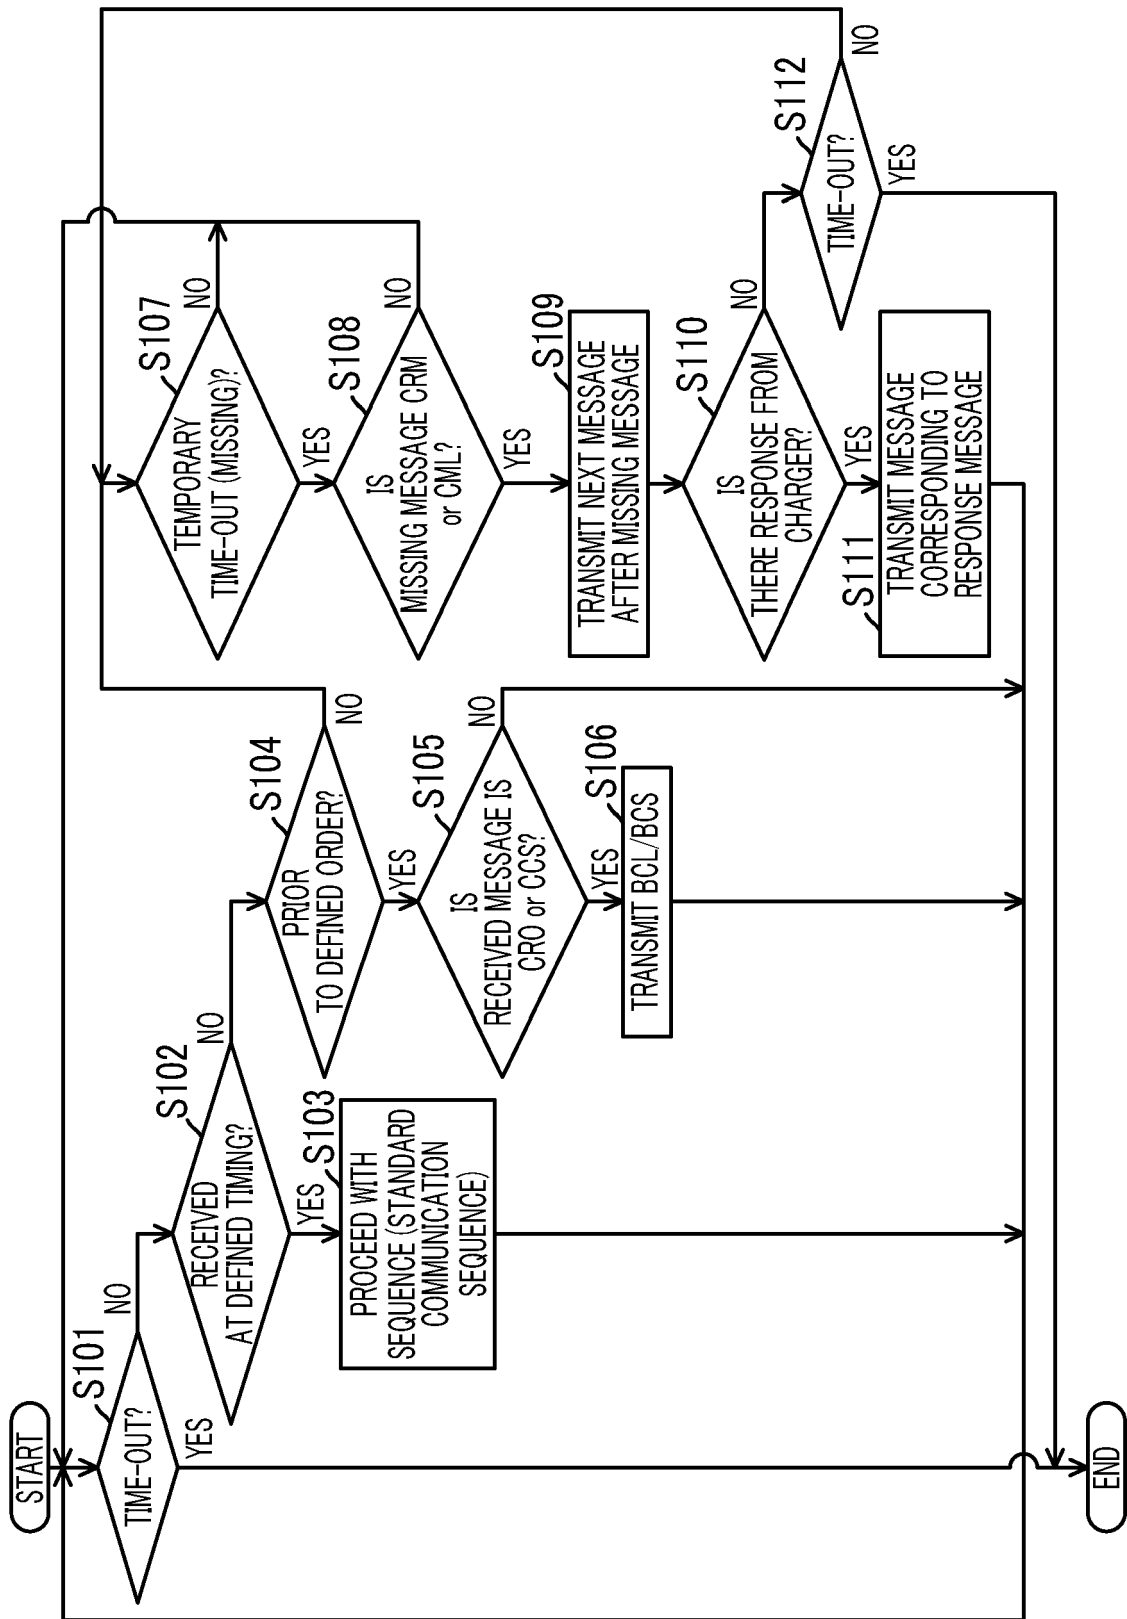 START
S101
TIME-OUT?
NO
YES
S102
RECEIVED
AT DEFINED TIMING?
NO
YES
S103
PROCEED WITH
SEQUENCE (STANDARD
COMMUNICATION
SEQUENCE)
S104
PRIOR
TO DEFINED ORDER?
NO
YES
S105
IS
RECEIVED MESSAGE IS
CRO or CCS?
NO
YES
S106
TRANSMIT BCL/BCS
S107
TEMPORARY
TIME-OUT (MISSING)?
NO
YES
S108
IS
MISSING MESSAGE CRM
or CML?
NO
YES
S109
TRANSMIT NEXT MESSAGE
AFTER MISSING MESSAGE
S110
IS
THERE RESPONSE FROM
CHARGER?
NO
YES
S111
TRANSMIT MESSAGE
CORRESPONDING TO
RESPONSE MESSAGE
S112
TIME-OUT?
NO
YES
END